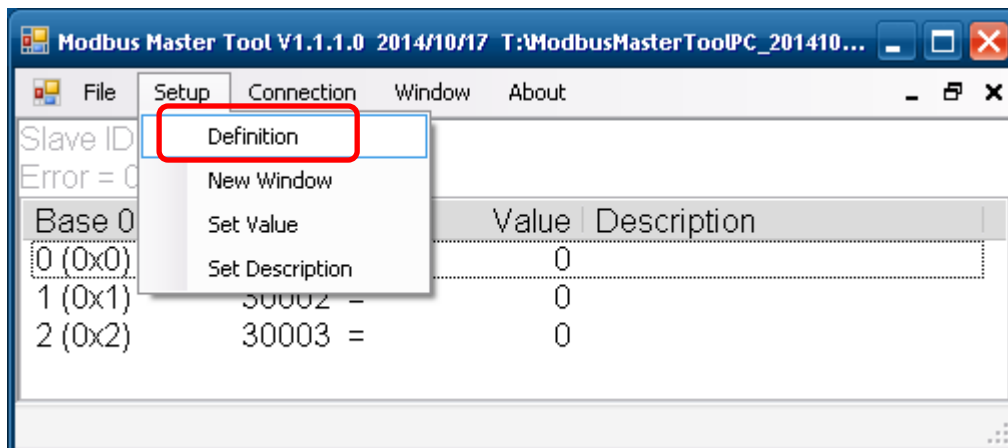 Modbus Master Tool V1.1.1.0 2014/10/17 T:\ModbusMasterToolPC_201410...
File Setup Connection Window About
Slave ID
Definition
Error = 0
New Window
Base 0
Set Value
Value Description
0 (0x0)
Set Description
0
1 (0x1) 30002 = 0
2 (0x2) 30003 = 0